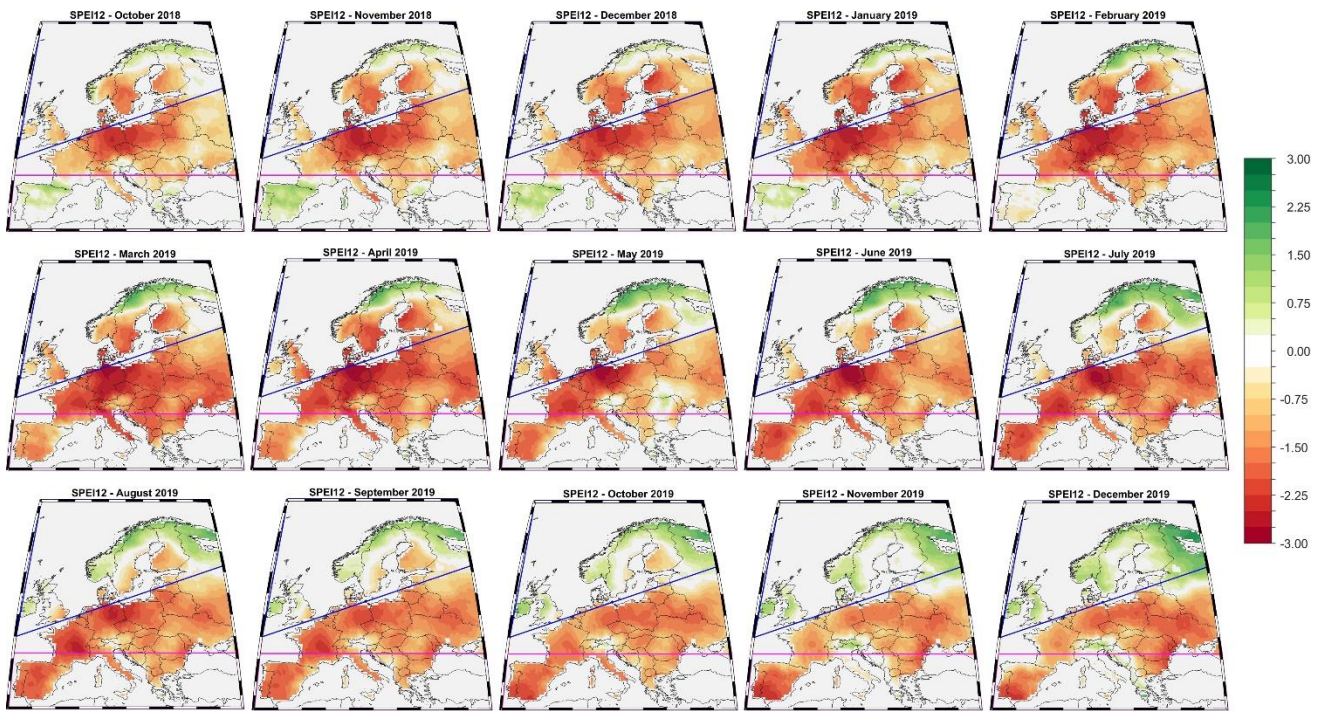 SPEI12 - October 2018
SPEI12 - November 2018
SPEI12 - December 2018
SPEI12 - January 2019
SPEI12 - February 2019
SPEI12 - March 2019
SPEI12 - April 2019
SPEI12 - May 2019
SPEI12 - June 2019
SPEI12 - July 2019
SPEI12 - August 2019
SPEI12 - September 2019
SPEI12 - October 2019
SPEI12 - November 2019
SPEI12 - December 2019
3.00
2.25
1.50
0.75
0.00
-0.75
-1.50
-2.25
-3.00